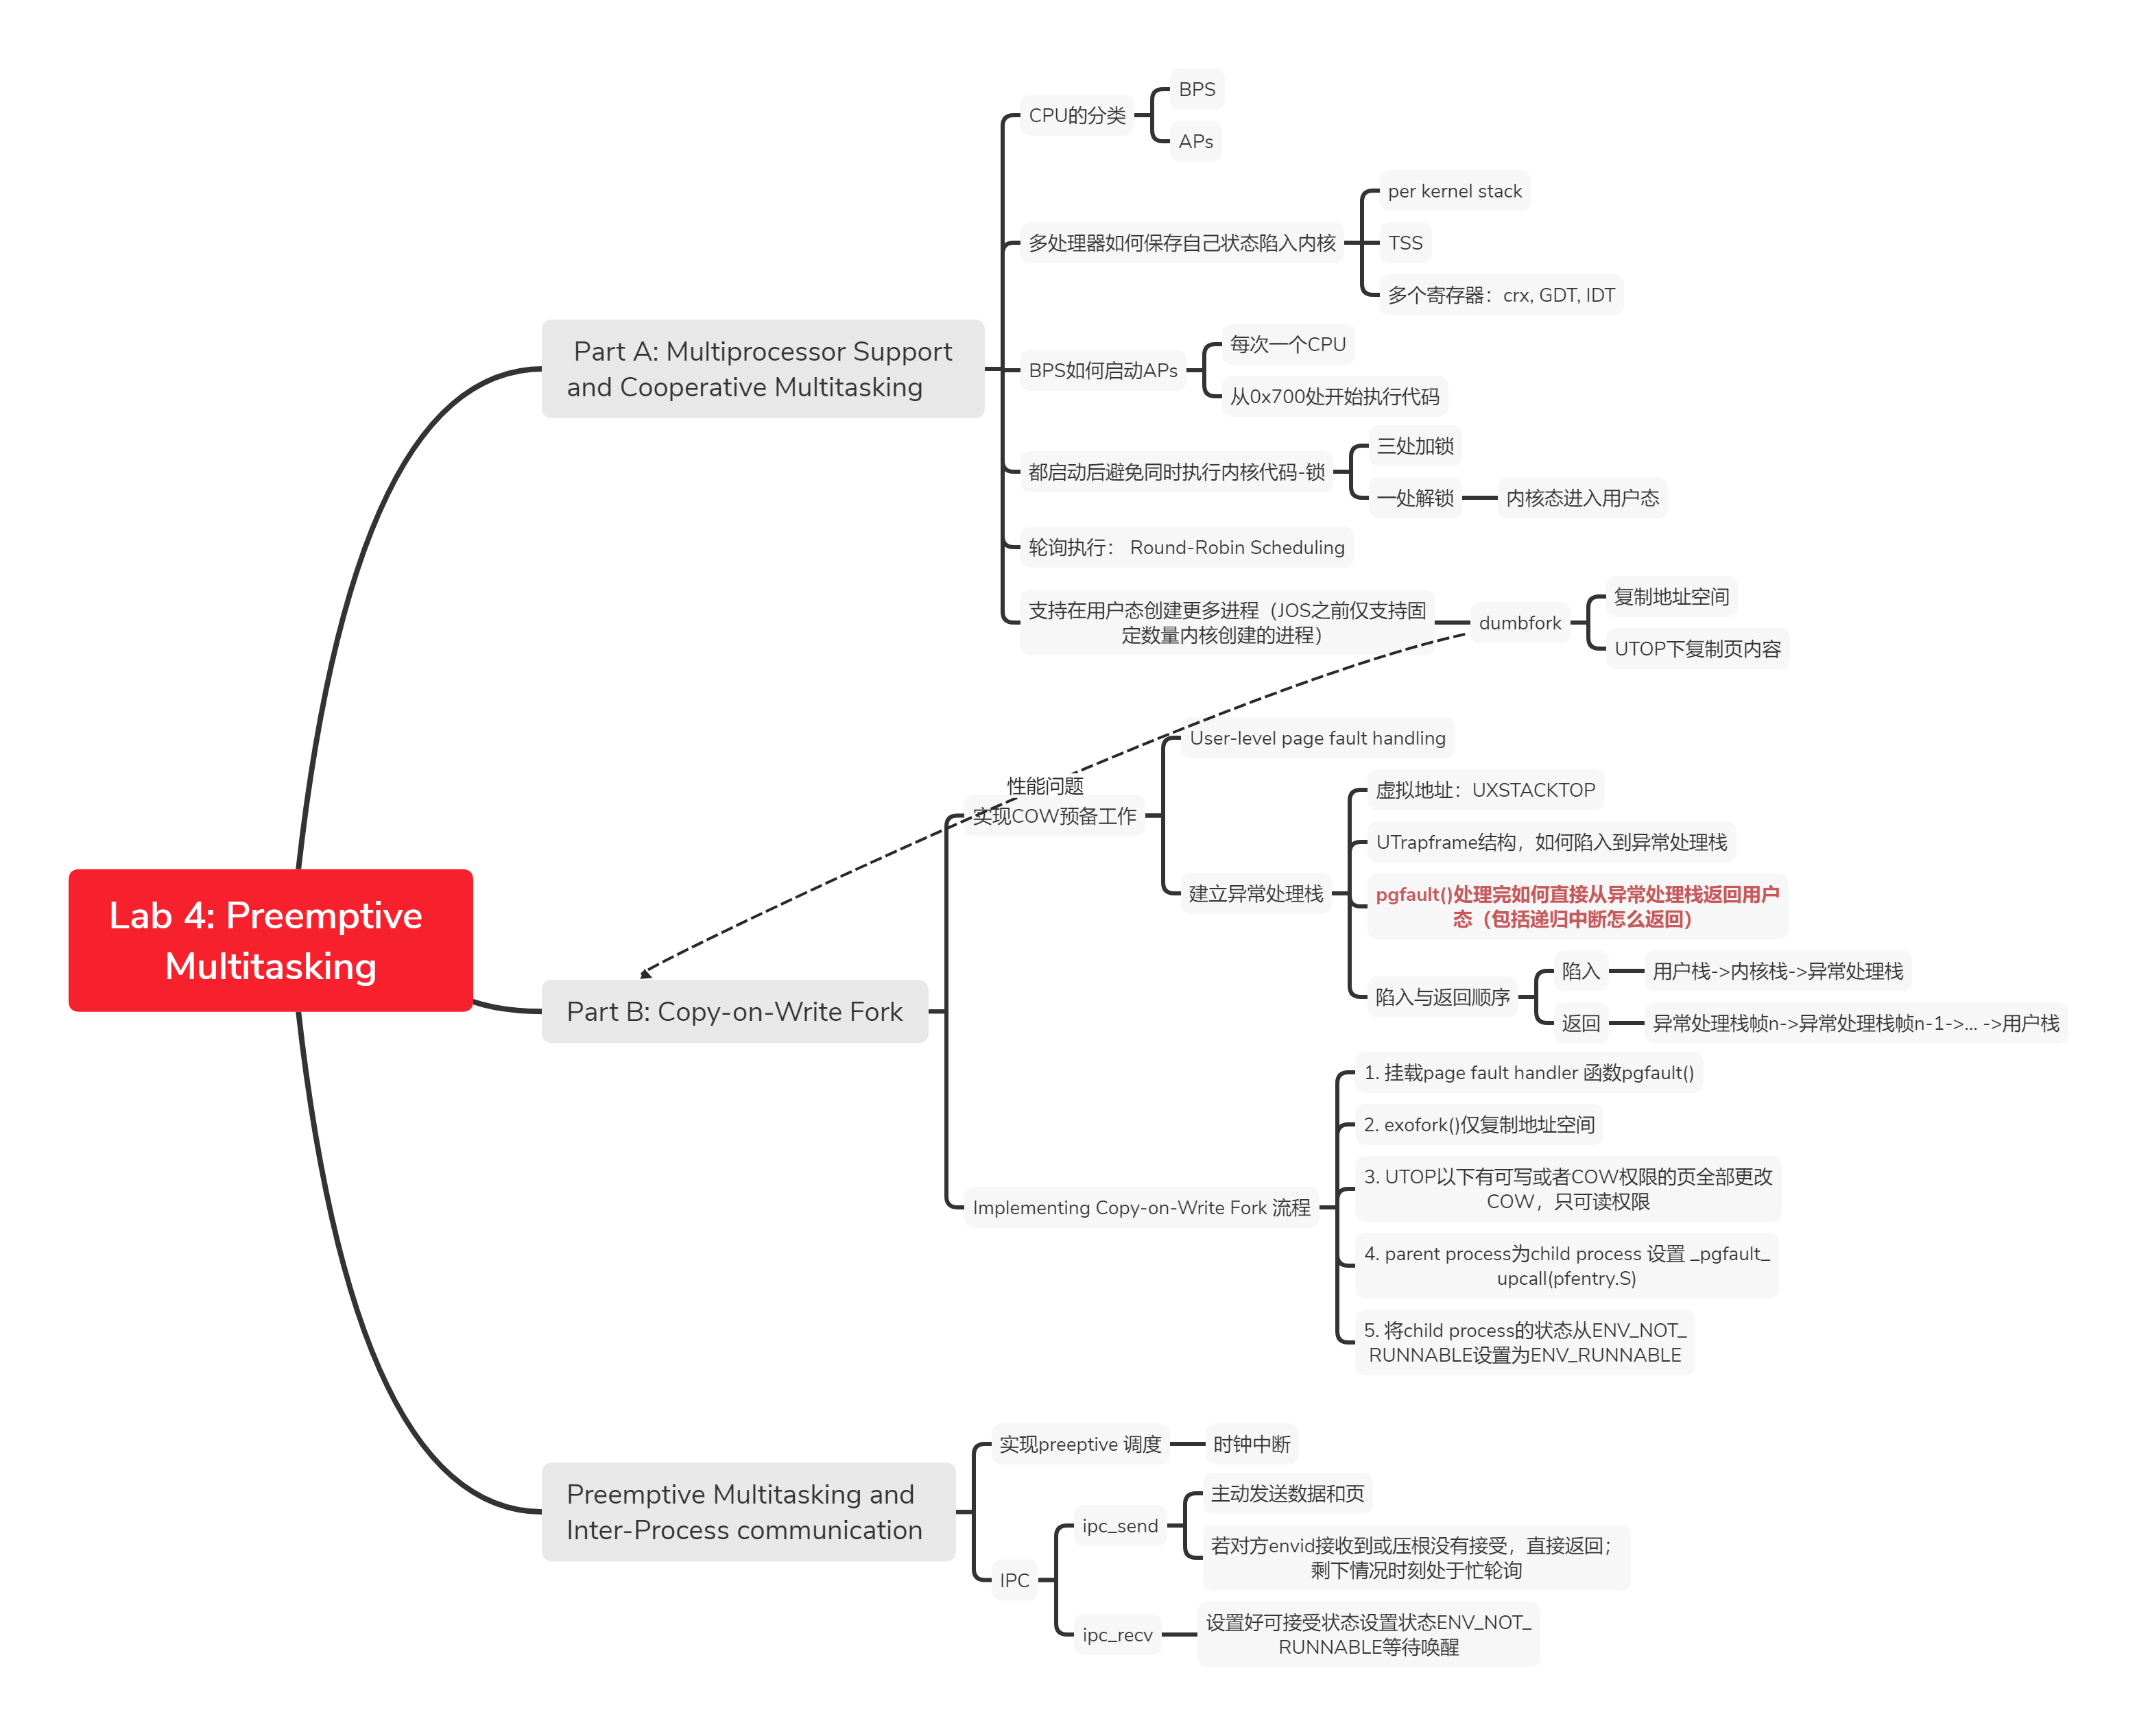 Lab 4: Preemptive
Multitasking
Part A: Multiprocessor Support
and Cooperative Multitasking
CPU的分类
BPS
APs
多处理器如何保存自己状态陷入内核
per kernel stack
TSS
多个寄存器：crx, GDT, IDT
BPS如何启动APs
每次一个CPU
从0x700处开始执行代码
都启动后避免同时执行内核代码-锁
三处加锁
一处解锁
内核态进入用户态
轮询执行： Round-Robin Scheduling
支持在用户态创建更多进程（JOS之前仅支持固
定数量内核创建的进程）
dumbfork
复制地址空间
UTOP下复制页内容
性能问题
Part B: Copy-on-Write Fork
实现COW预备工作
User-level page fault handling
建立异常处理栈
虚拟地址：UXSTACKTOP
UTrapframe结构，如何陷入到异常处理栈
pgfault()处理完如何直接从异常处理栈返回用户
态（包括递归中断怎么返回）
陷入与返回顺序
陷入
用户栈->内核栈->异常处理栈
返回
异常处理栈帧n->异常处理栈帧n-1->... ->用户栈
Implementing Copy-on-Write Fork 流程
1. 挂载page fault handler 函数pgfault()
2. exofork()仅复制地址空间
3. UTOP以下有可写或者COW权限的页全部更改
COW，只可读权限
4. parent process为child process 设置 _pgfault_
upcall(pfentry.S)
5. 将child process的状态从ENV_NOT_
RUNNABLE设置为ENV_RUNNABLE
Preemptive Multitasking and
Inter-Process communication
实现preeptive 调度
时钟中断
IPC
ipc_send
主动发送数据和页
若对方envid接收到或压根没有接受，直接返回；
剩下情况时刻处于忙轮询
ipc_recv
设置好可接受状态设置状态ENV_NOT_
RUNNABLE等待唤醒